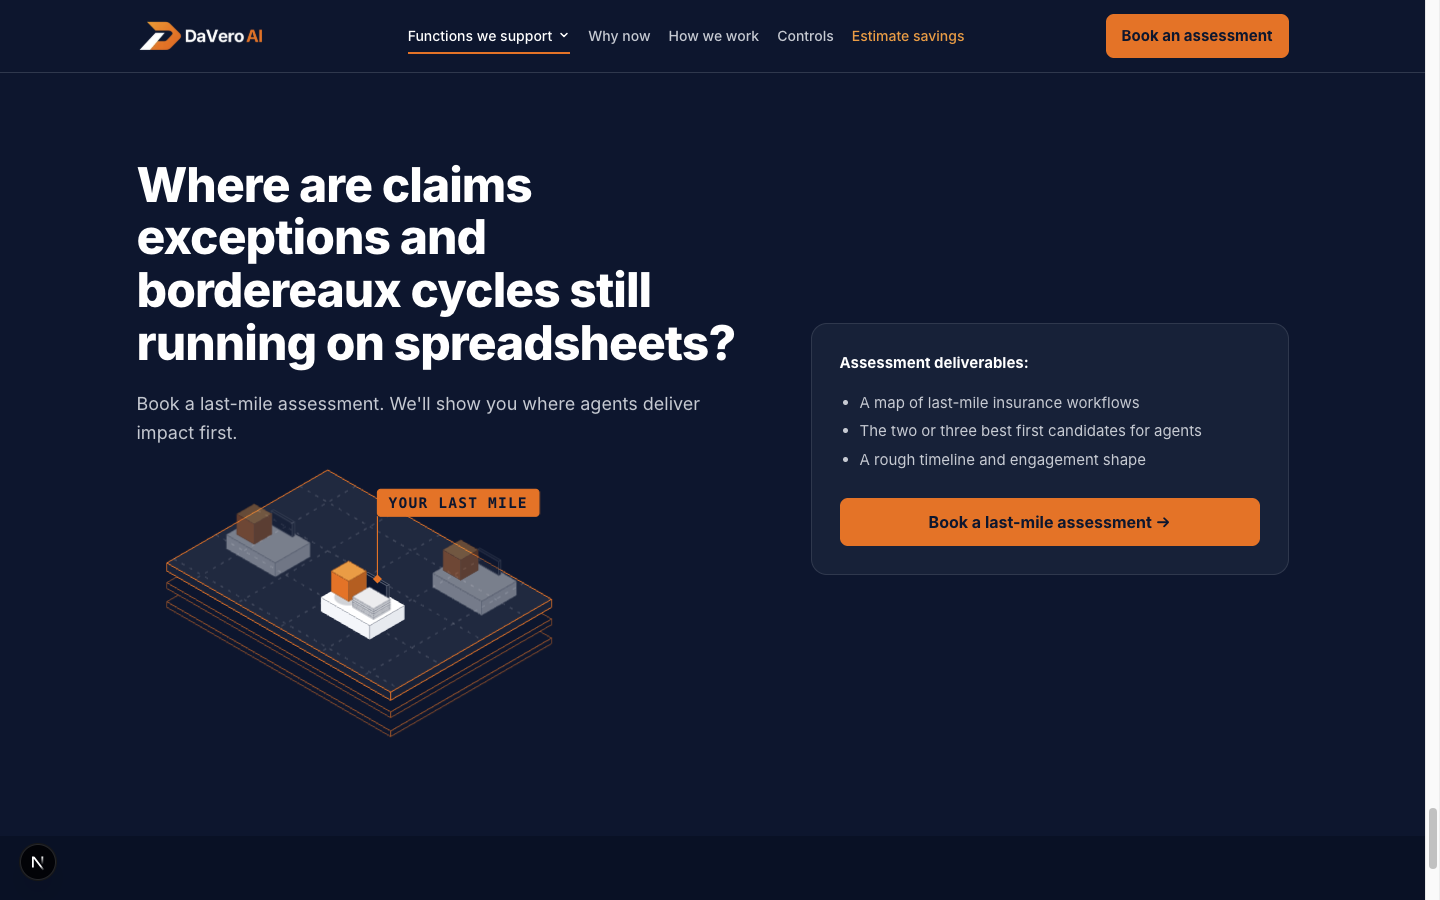 DaVero AI
Functions we support
Why now
How we work
Controls
Estimate savings
Book an assessment
Where are claims
exceptions and
bordereaux cycles still
running on spreadsheets?
Book a last-mile assessment. We'll show you where agents deliver
impact first.
YOUR LAST MILE
Assessment deliverables:
• A map of last-mile insurance workflows
• The two or three best first candidates for agents
• A rough timeline and engagement shape
Book a last-mile assessment →
N